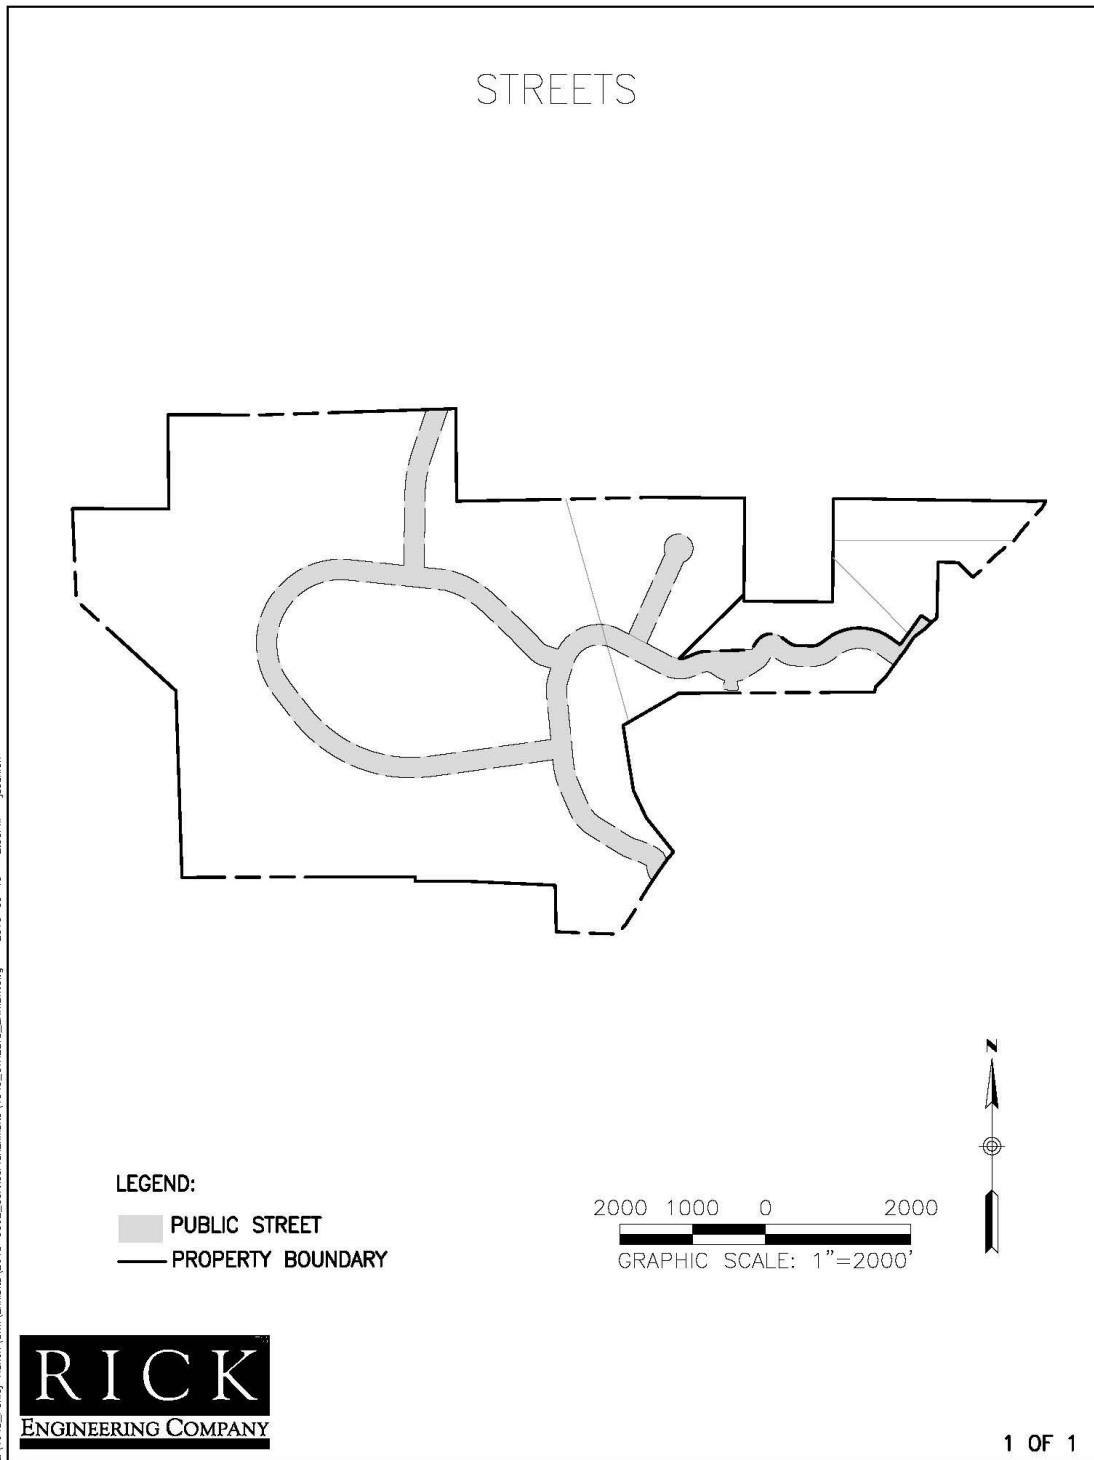 STREETS
N
LEGEND:
PUBLIC STREET
PROPERTY BOUNDARY
2000 1000 0 2000
GRAPHIC SCALE: 1"=2000'
RICK
ENGINEERING COMPANY
1 OF 1